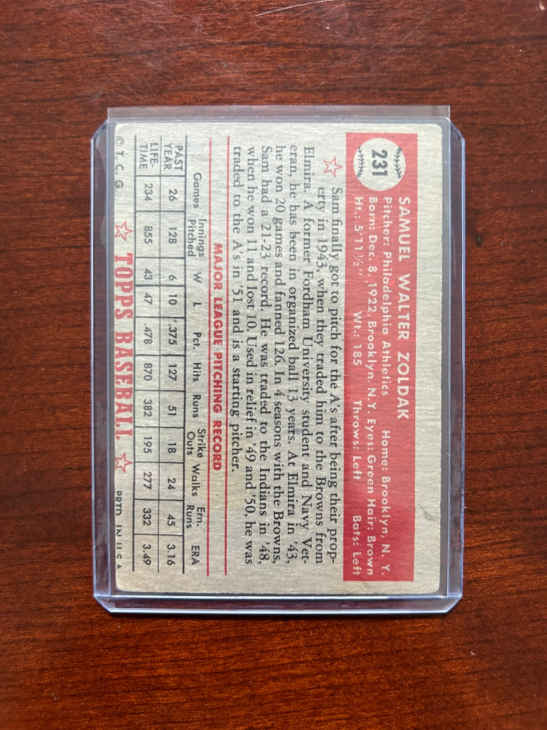 231
SAMUEL WALTER ZOLDAK
Pitcher: Philadelphia Athletics Home: Brooklyn, N. Y.
Born: Dec. 8, 1922, Brooklyn, N.Y. Eyes: Green Hair: Brown
Ht.: 5'11½" Wt.: 185 Throws: Left Bats: Left
Sam finally got to pitch for the A's after being their prop-
erty in 1943 when they traded him to the Browns from
Elmira. A former Fordham University student and Navy Vet-
eran, he has been in organized ball 13 years. At Elmira in '43,
he won 20 games and fanned 126. In 4 seasons with the Browns,
Sam had a 21-23 record. He was traded to the Indians in '48,
when he won 11 and lost 10. Used in relief in '49 and '50, he was
traded to the A's in '51 and is a starting pitcher.
MAJOR LEAGUE PITCHING RECORD
Games Innings Pitched W L Pct. Hits Runs Strike Outs Walks Ern. Runs ERA
PAST YEAR 26 128 6 10 .375 127 51 18 24 45 3.16
LIFE-TIME 234 855 43 47 .478 870 382 195 277 332 3.49
© T. C. G. TOPPS BASEBALL PRTD. IN U.S.A.